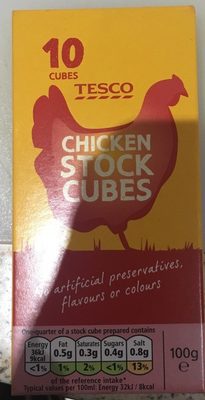 10
CUBES
TESCO
CHICKEN
STOCK
CUBES
artificial preservatives,
flavours or colours
One-quarter of a stock cube prepared contains
Energy Fat Saturates Sugars Salt
36kJ 0.5g 0.3g 0.4g 0.8g
9kcal
<1% 1% 2% <1% 13%
of the reference intake*
Typical values per 100ml: Energy 32kJ / 8kcal
100g e